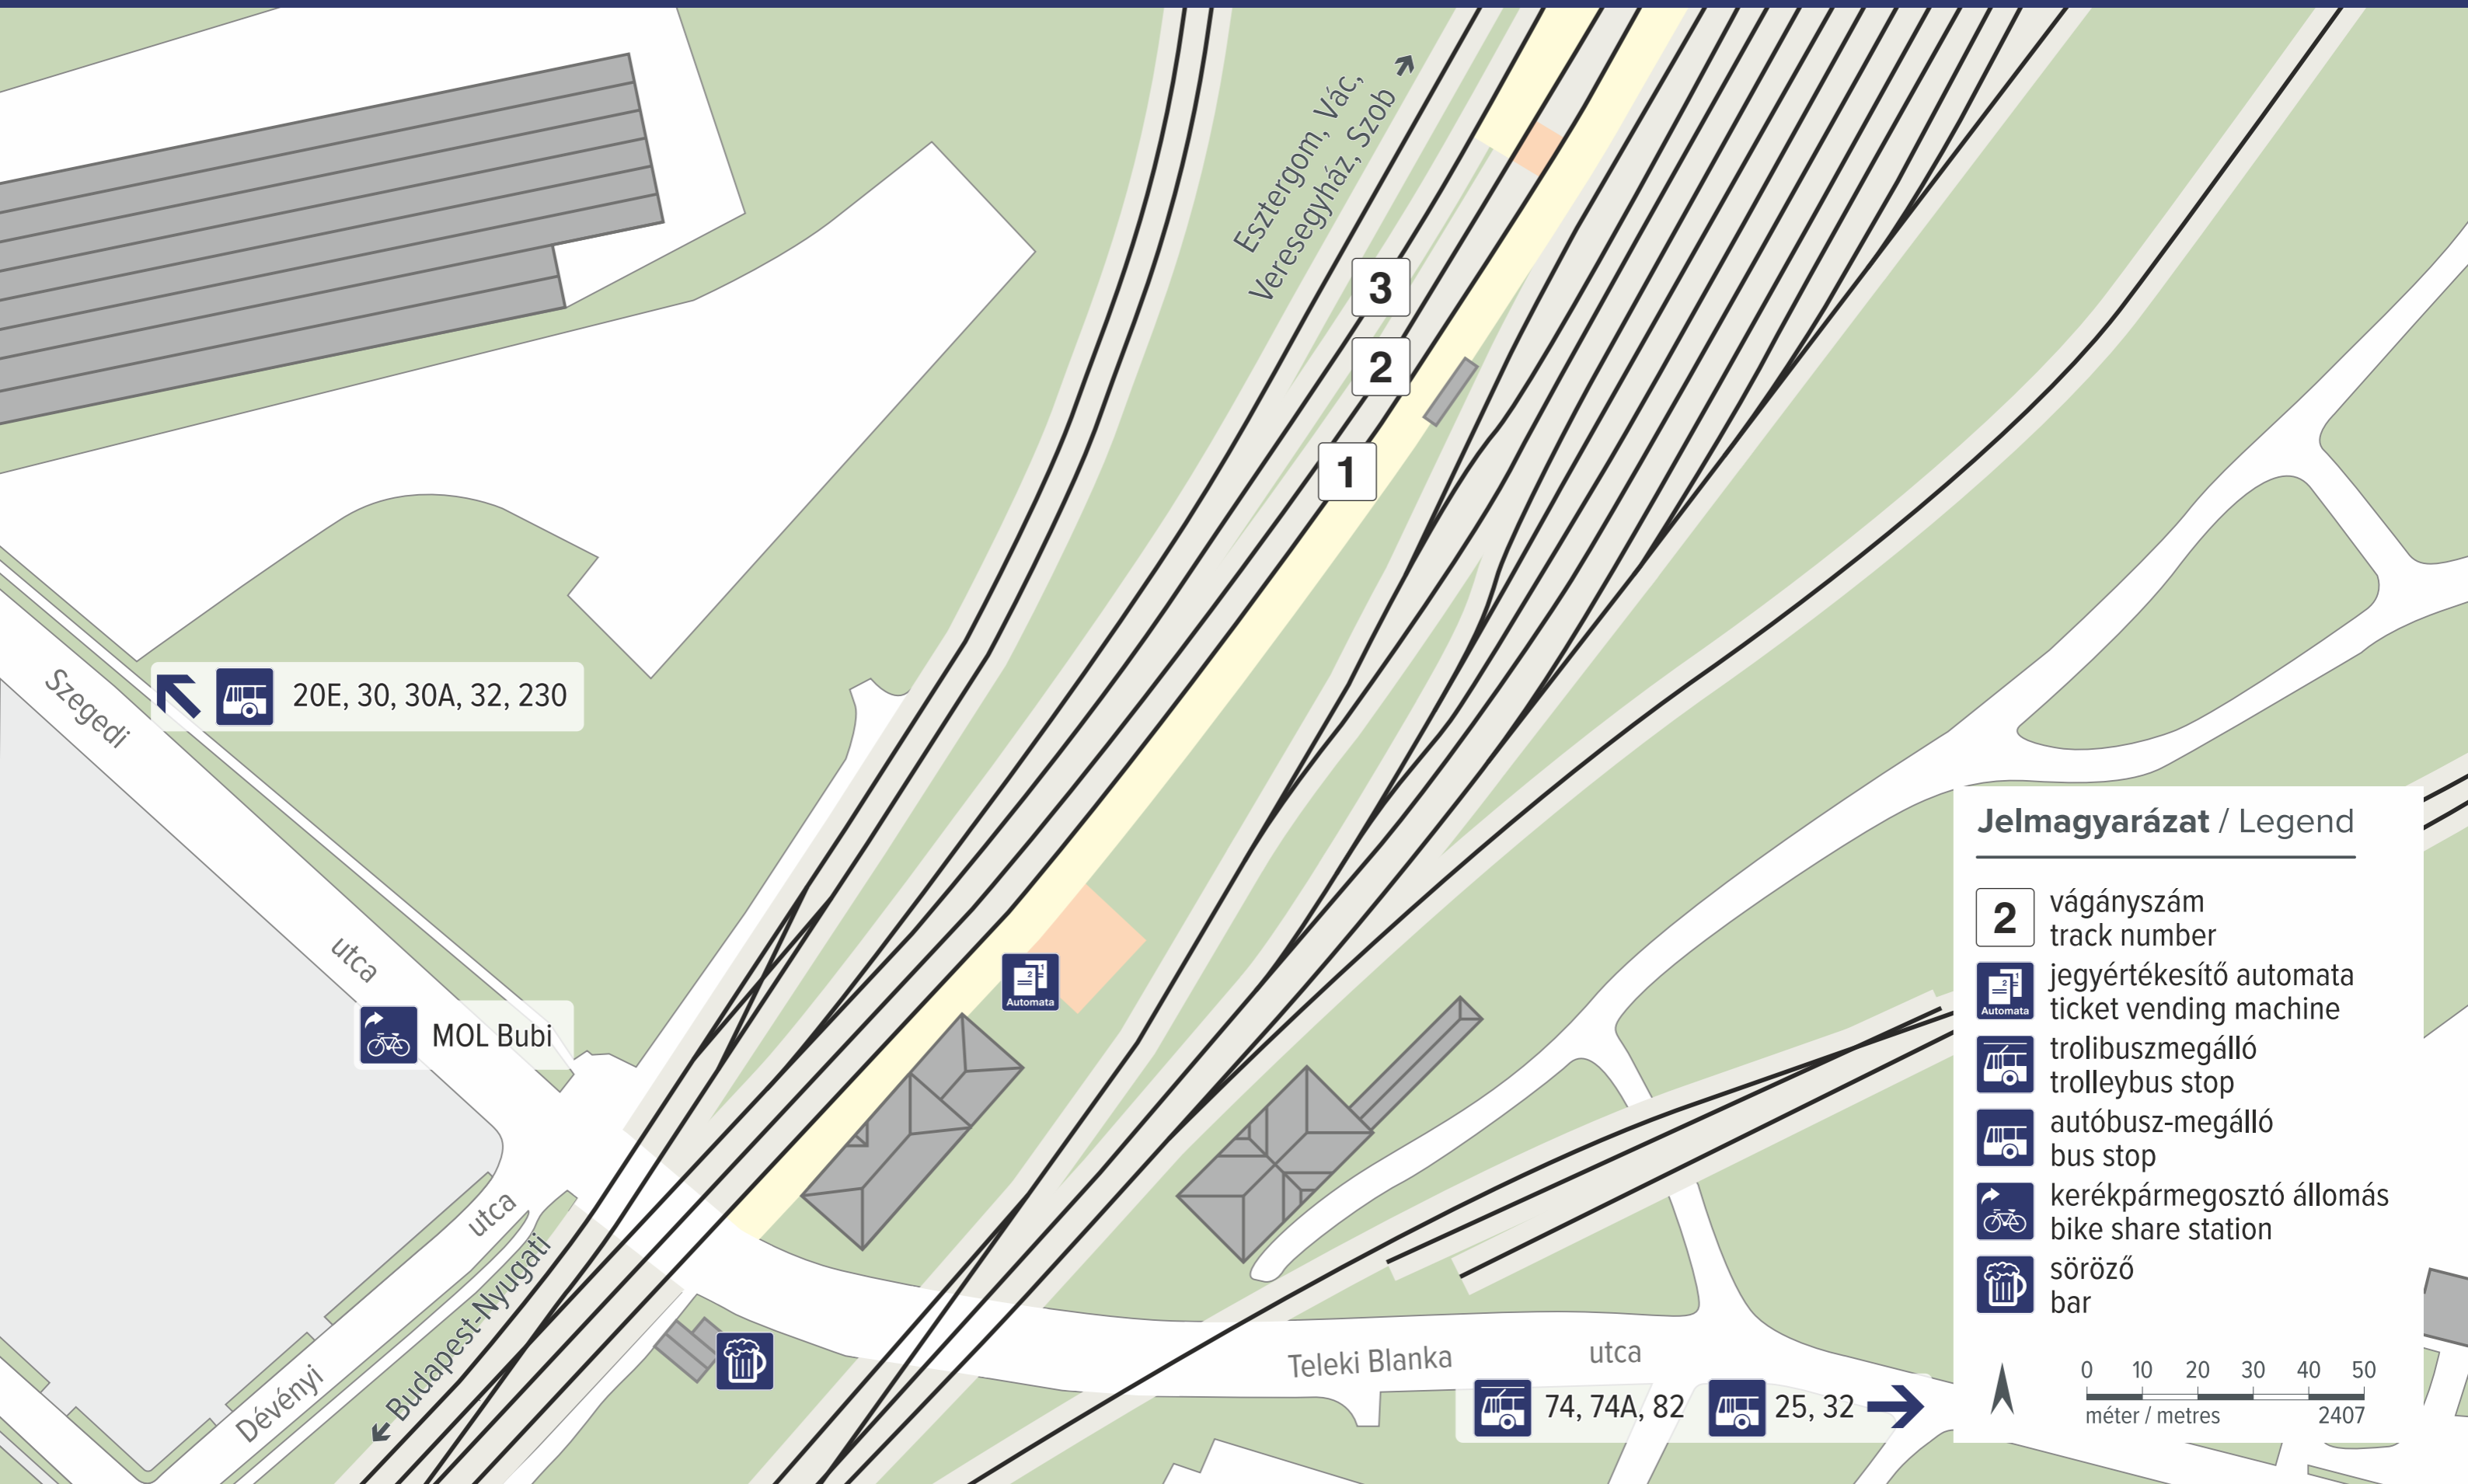 Esztergom, Vác,
Veresegyház, Szob
3
2
1
Szegedi
20E, 30, 30A, 32, 230
utca
MOL Bubi
Automata
utca
Budapest-Nyugati
Dévényi
Teleki Blanka
utca
74, 74A, 82
25, 32
Jelmagyarázat / Legend
2
vágányszám
track number
Automata
jegyértékesítő automata
ticket vending machine
trolibuszmegálló
trolleybus stop
autóbusz-megálló
bus stop
kerékpármegosztó állomás
bike share station
söröző
bar
0 10 20 30 40 50
méter / metres
2407